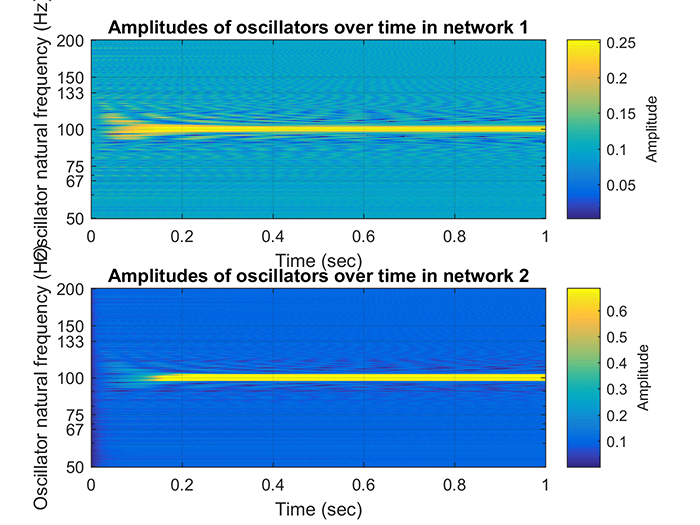 Amplitudes of oscillators over time in network 1
Oscillator natural frequency (Hz)
200
150
133
100
75
67
50
0 0.2 0.4 0.6 0.8 1
Time (sec)
0.25
0.2
0.15
0.1
0.05
Amplitude
Amplitudes of oscillators over time in network 2
Oscillator natural frequency (Hz)
200
150
133
100
75
67
50
0 0.2 0.4 0.6 0.8 1
Time (sec)
0.6
0.5
0.4
0.3
0.2
0.1
Amplitude